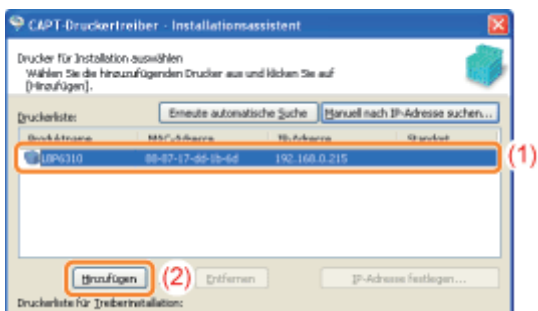 CAPT-Druckertreiber - Installationsassistent
Drucker für Installation auswählen
Wählen Sie die hinzuzufügenden Drucker aus und klicken Sie auf
[Hinzufügen].
Druckerliste:
Erneute automatische Suche
Manuell nach IP-Adresse suchen...
Produktname MAC-Adresse IP-Adresse Standort
LBP6310 00-07-17-dd-1b-6d 192.168.0.215
(1)
Hinzufügen
(2)
Entfernen
IP-Adresse festlegen...
Druckerliste für Treiberinstallation: